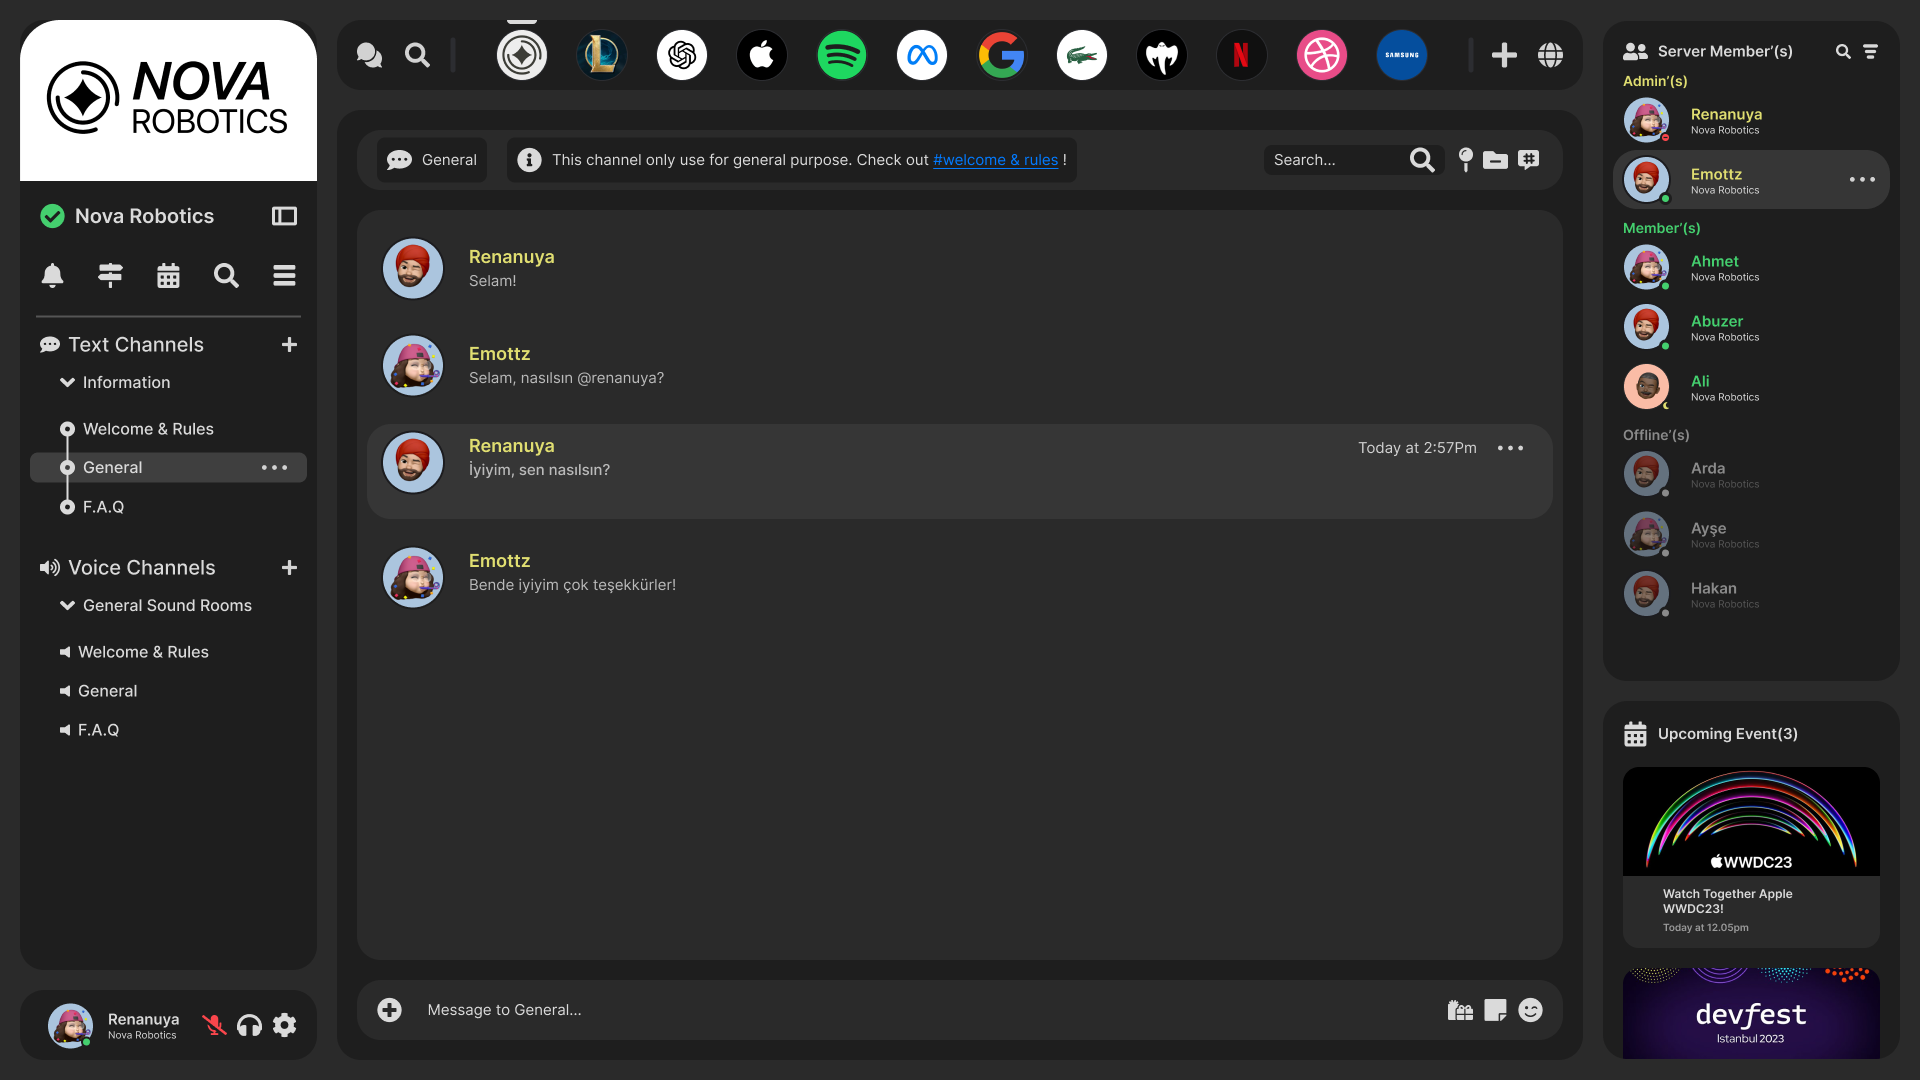 NOVA
ROBOTICS
Nova Robotics
Text Channels
Information
Welcome & Rules
General
F.A.Q
Voice Channels
General Sound Rooms
Welcome & Rules
General
F.A.Q
Renanuya
Nova Robotics
L
N
SAMSUNG
General
This channel only use for general purpose. Check out #welcome & rules !
Search...
Renanuya
Selam!
Emottz
Selam, nasılsın @renanuya?
Renanuya
Today at 2:57Pm
İyiyim, sen nasılsın?
Emottz
Bende iyiyim çok teşekkürler!
Message to General...
Server Member'(s)
Admin'(s)
Renanuya
Nova Robotics
Emottz
Nova Robotics
Member'(s)
Ahmet
Nova Robotics
Abuzer
Nova Robotics
Ali
Nova Robotics
Offline'(s)
Arda
Nova Robotics
Ayşe
Nova Robotics
Hakan
Nova Robotics
Upcoming Event(3)
WWDC23
Watch Together Apple
WWDC23!
Today at 12.05pm
devfest
Istanbul 2023